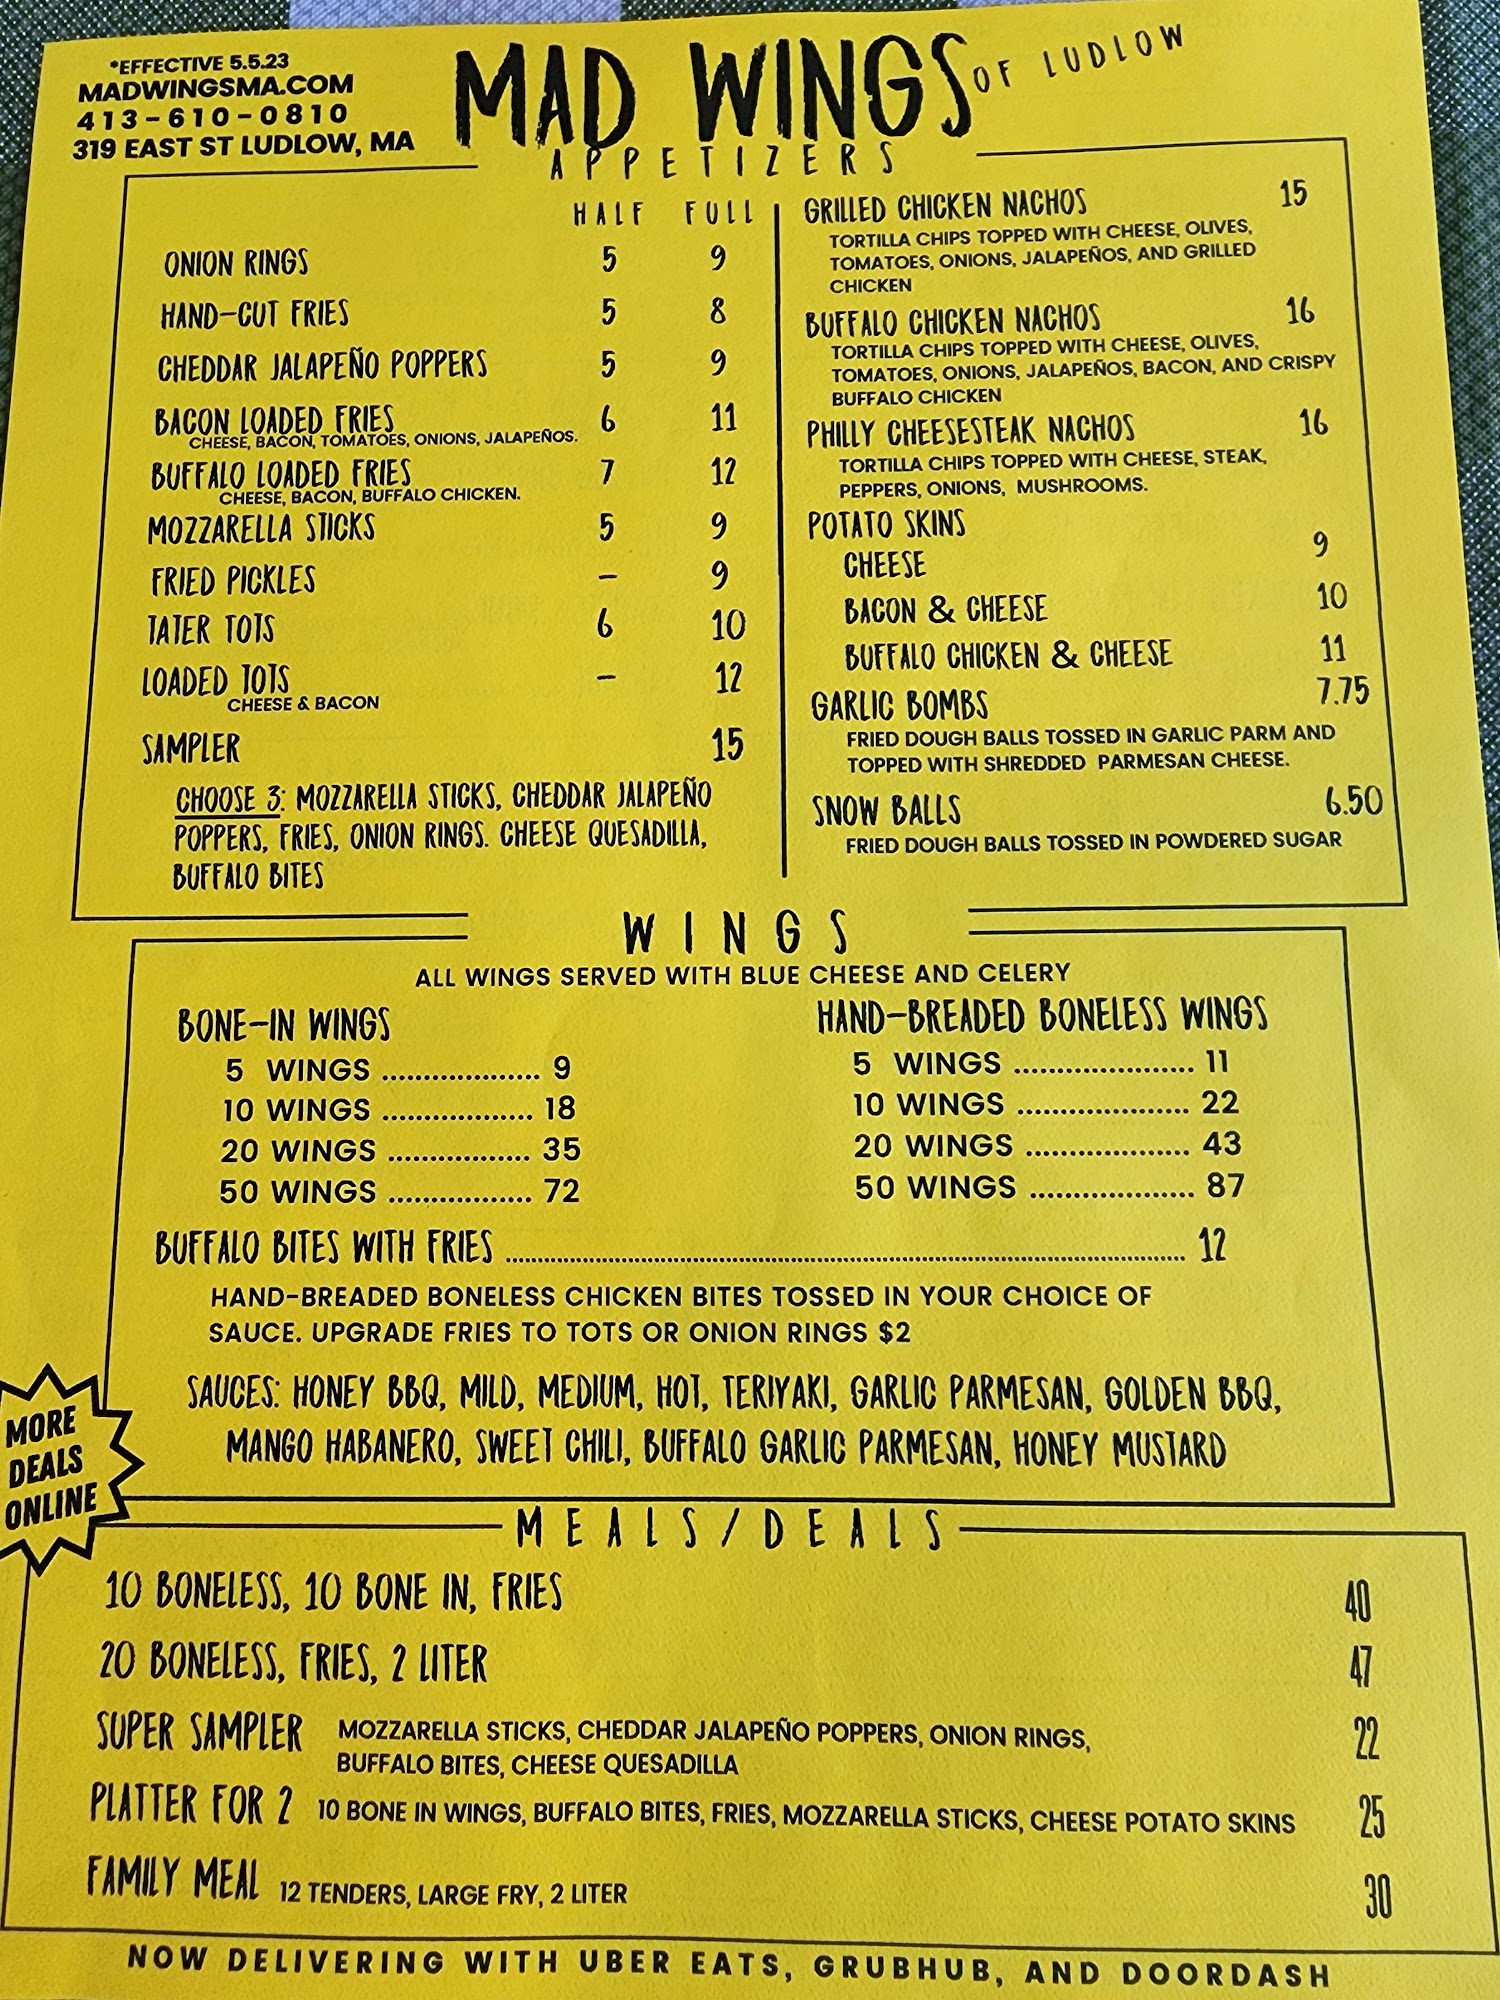 *EFFECTIVE 5.5.23
MADWINGSMA.COM
413-610-0810
319 EAST ST LUDLOW, MA
MAD WINGS OF LUDLOW
APPETIZERS
HALF FULL
ONION RINGS 5 9
HAND-CUT FRIES 5 8
CHEDDAR JALAPEÑO POPPERS 5 9
BACON LOADED FRIES 6 11
CHEESE, BACON, TOMATOES, ONIONS, JALAPEÑOS.
BUFFALO LOADED FRIES 7 12
CHEESE, BACON, BUFFALO CHICKEN.
MOZZARELLA STICKS 5 9
FRIED PICKLES – 9
TATER TOTS 6 10
LOADED TOTS – 12
CHEESE & BACON
SAMPLER 15
CHOOSE 3: MOZZARELLA STICKS, CHEDDAR JALAPEÑO
POPPERS, FRIES, ONION RINGS. CHEESE QUESADILLA,
BUFFALO BITES
GRILLED CHICKEN NACHOS 15
TORTILLA CHIPS TOPPED WITH CHEESE, OLIVES,
TOMATOES, ONIONS, JALAPEÑOS, AND GRILLED
CHICKEN
BUFFALO CHICKEN NACHOS 16
TORTILLA CHIPS TOPPED WITH CHEESE, OLIVES,
TOMATOES, ONIONS, JALAPEÑOS, BACON, AND CRISPY
BUFFALO CHICKEN
PHILLY CHEESESTEAK NACHOS 16
TORTILLA CHIPS TOPPED WITH CHEESE, STEAK,
PEPPERS, ONIONS, MUSHROOMS.
POTATO SKINS
CHEESE 9
BACON & CHEESE 10
BUFFALO CHICKEN & CHEESE 11
GARLIC BOMBS 7.75
FRIED DOUGH BALLS TOSSED IN GARLIC PARM AND
TOPPED WITH SHREDDED PARMESAN CHEESE.
SNOW BALLS 6.50
FRIED DOUGH BALLS TOSSED IN POWDERED SUGAR
WINGS
ALL WINGS SERVED WITH BLUE CHEESE AND CELERY
BONE-IN WINGS
5 WINGS ................... 9
10 WINGS .................. 18
20 WINGS ................. 35
50 WINGS ................. 72
HAND-BREADED BONELESS WINGS
5 WINGS ...................... 11
10 WINGS ..................... 22
20 WINGS .................... 43
50 WINGS .................... 87
BUFFALO BITES WITH FRIES ........................................ 12
HAND-BREADED BONELESS CHICKEN BITES TOSSED IN YOUR CHOICE OF
SAUCE. UPGRADE FRIES TO TOTS OR ONION RINGS $2
SAUCES: HONEY BBQ, MILD, MEDIUM, HOT, TERIYAKI, GARLIC PARMESAN, GOLDEN BBQ,
MANGO HABANERO, SWEET CHILI, BUFFALO GARLIC PARMESAN, HONEY MUSTARD
MORE
DEALS
ONLINE
MEALS/DEALS
10 BONELESS, 10 BONE IN, FRIES 40
20 BONELESS, FRIES, 2 LITER 47
SUPER SAMPLER MOZZARELLA STICKS, CHEDDAR JALAPEÑO POPPERS, ONION RINGS, 22
BUFFALO BITES, CHEESE QUESADILLA
PLATTER FOR 2 10 BONE IN WINGS, BUFFALO BITES, FRIES, MOZZARELLA STICKS, CHEESE POTATO SKINS 25
FAMILY MEAL 12 TENDERS, LARGE FRY, 2 LITER 30
NOW DELIVERING WITH UBER EATS, GRUBHUB, AND DOORDASH